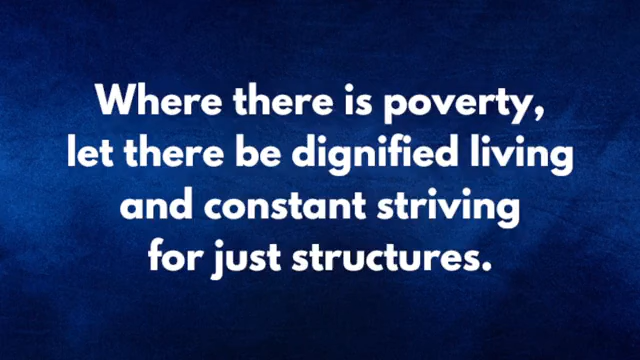 Where there is poverty,
let there be dignified living
and constant striving
for just structures.